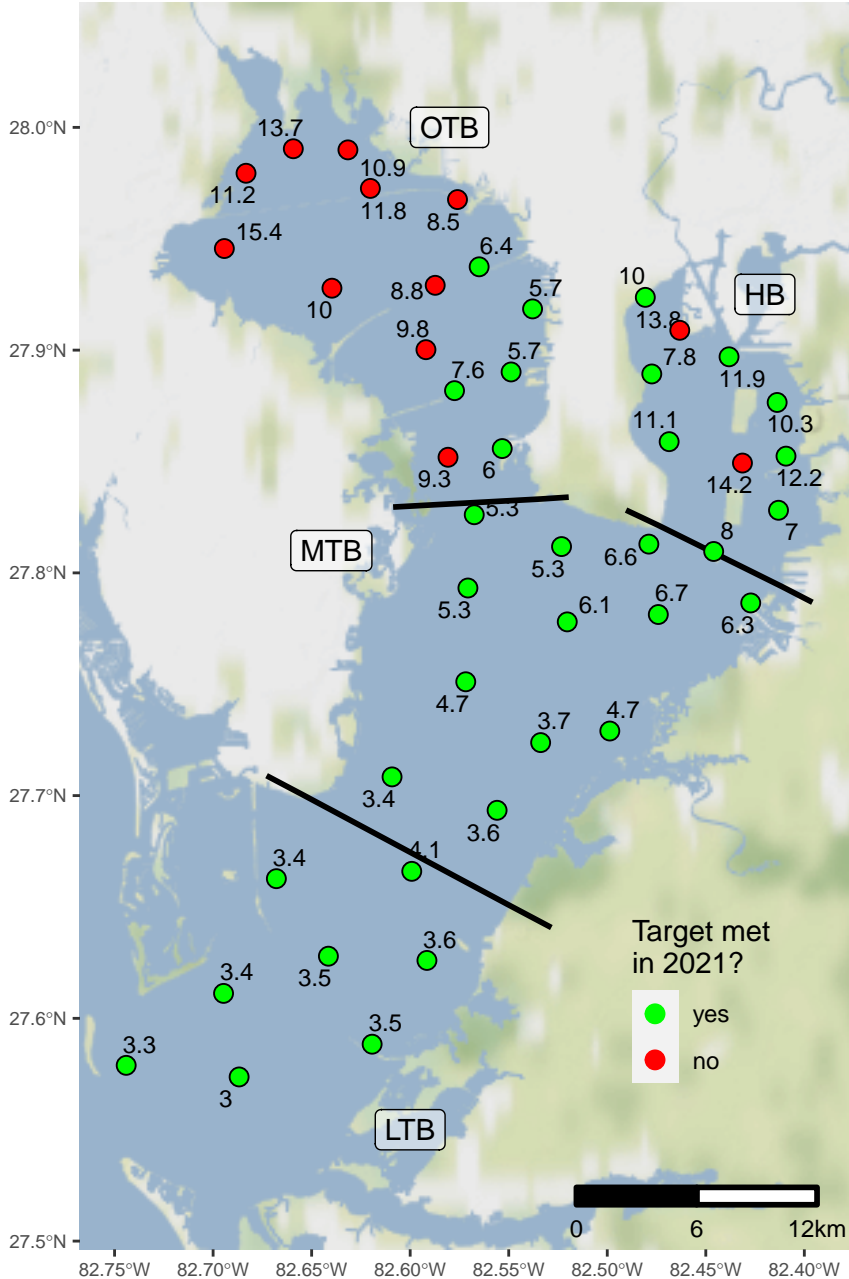 28.0°N
13.7
OTB
10.9
11.2
11.8
8.5
15.4
6.4
8.8
5.7
10
HB
10
13.8
27.9°N
9.8
5.7
7.8
7.6
11.9
11.1
10.3
9.3
6
14.2
12.2
5.3
7
MTB
8
27.8°N
5.3
6.6
5.3
6.1
6.7
6.3
4.7
3.7
4.7
27.7°N
3.4
3.6
4.1
3.4
3.6
Target met
in 2021?
3.5
3.4
yes
27.6°N
3.5
3.3
no
3
LTB
0
6
12km
27.5°N
82.75°W
82.70°W
82.65°W
82.60°W
82.55°W
82.50°W
82.45°W
82.40°W